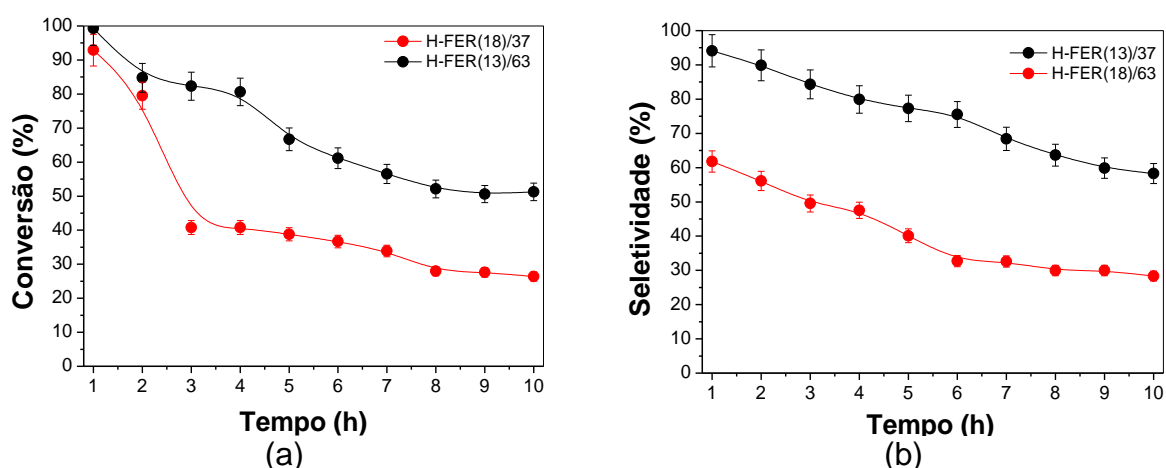 100
90
80
70
60
50
40
30
20
10
0
Conversão (%)
H-FER(18)/37
H-FER(13)/63
1 2 3 4 5 6 7 8 9 10
Tempo (h)
(a)
100
90
80
70
60
50
40
30
20
10
0
Seletividade (%)
H-FER(13)/37
H-FER(18)/63
1 2 3 4 5 6 7 8 9 10
Tempo (h)
(b)